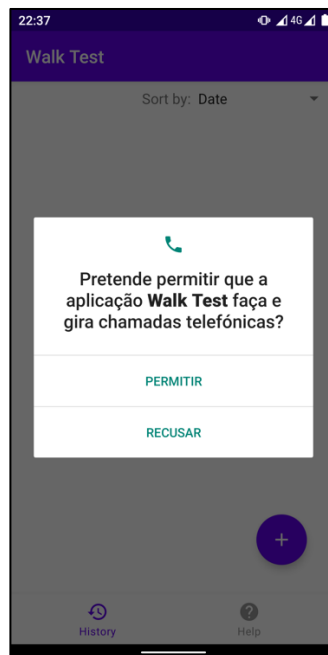 22:37
4G
Walk Test
Sort by: Date
Pretende permitir que a
aplicação Walk Test faça e
gira chamadas telefónicas?
PERMITIR
RECUSAR
+
History
Help